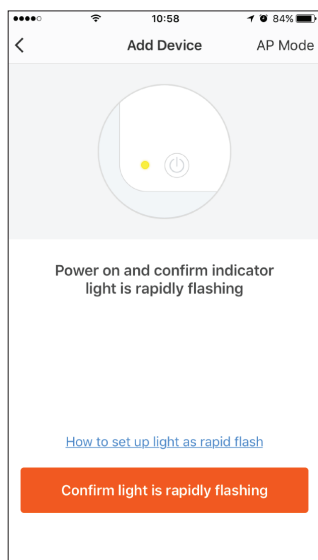 10:58
84%
Add Device
AP Mode
Power on and confirm indicator
light is rapidly flashing
How to set up light as rapid flash
Confirm light is rapidly flashing